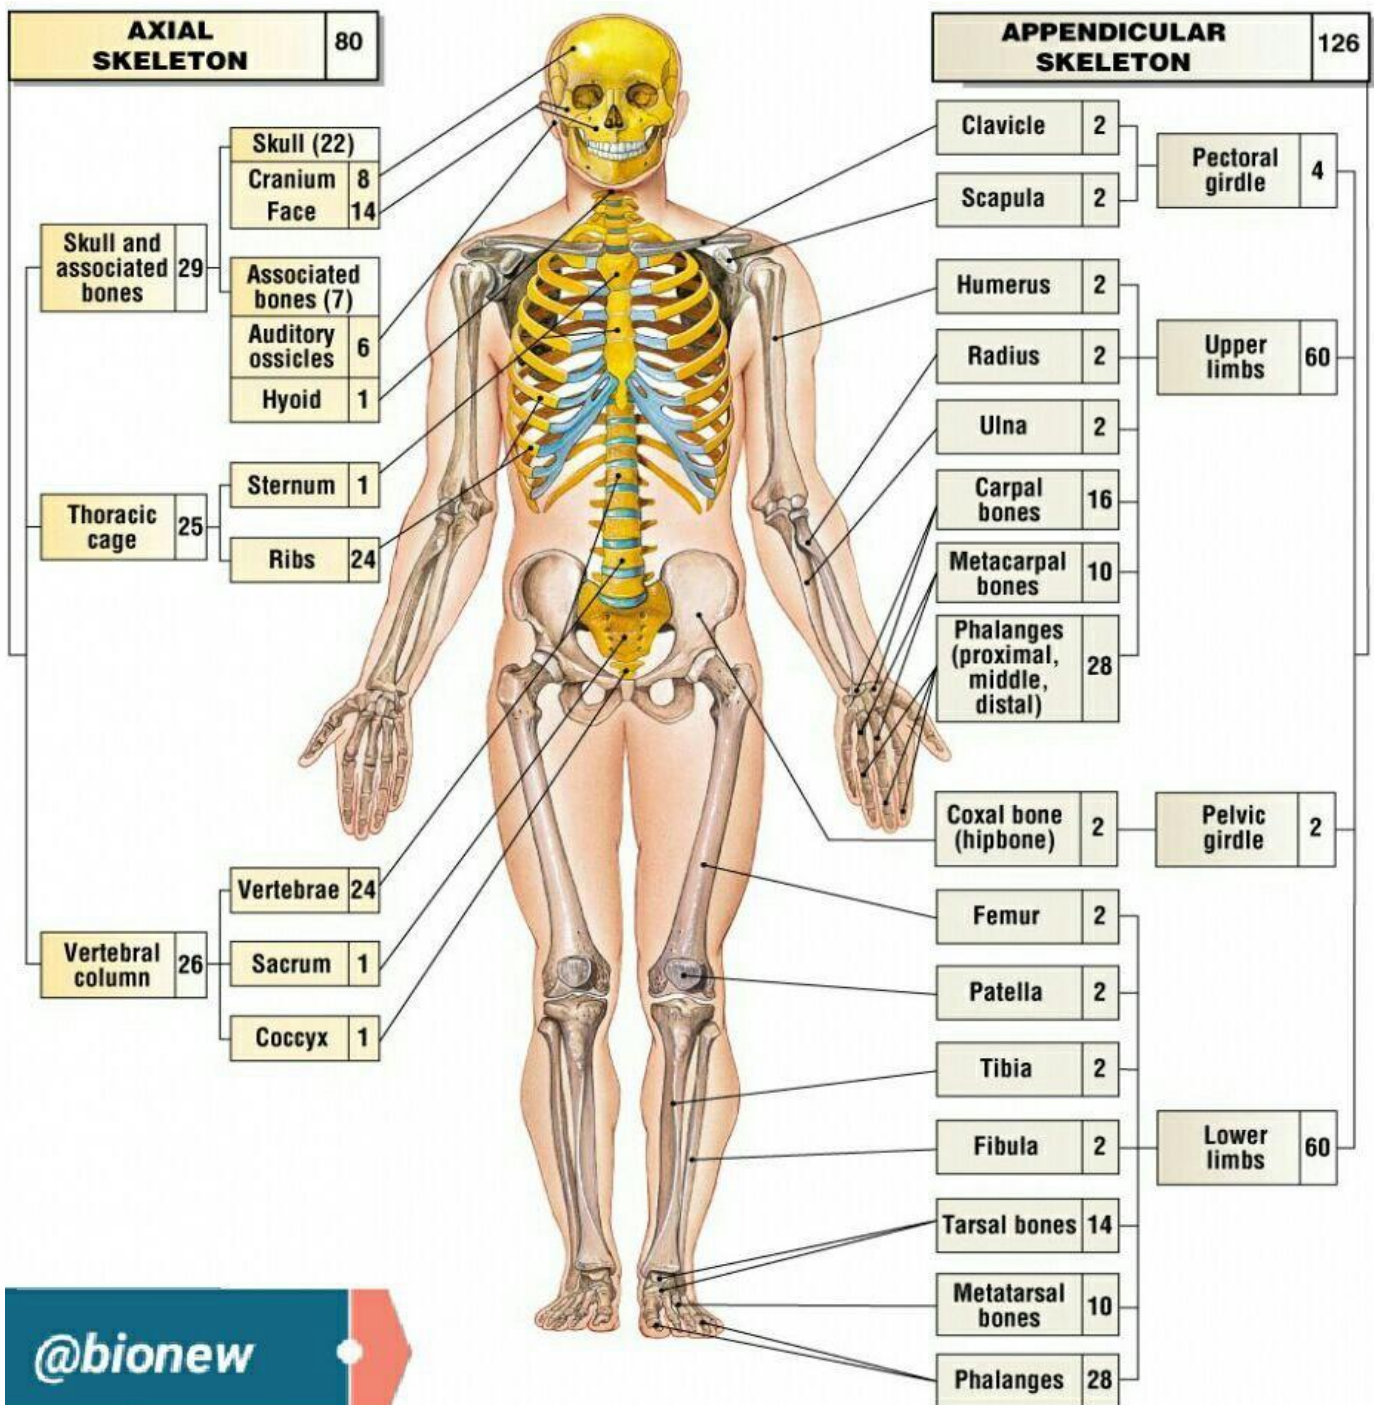 AXIAL
SKELETON
80
Skull and
associated
bones
29
Skull (22)
Cranium 8
Face 14
Associated
bones (7)
Auditory
ossicles
6
Hyoid 1
Thoracic
cage
25
Sternum 1
Ribs 24
Vertebral
column
26
Vertebrae 24
Sacrum 1
Coccyx 1
APPENDICULAR
SKELETON
126
Clavicle 2
Scapula 2
Pectoral
girdle
4
Humerus 2
Radius 2
Ulna 2
Carpal
bones
16
Metacarpal
bones
10
Phalanges
(proximal,
middle,
distal)
28
Upper
limbs
60
Coxal bone
(hipbone)
2
Pelvic
girdle
2
Femur 2
Patella 2
Tibia 2
Fibula 2
Tarsal bones 14
Metatarsal
bones
10
Phalanges 28
Lower
limbs
60
@bionew